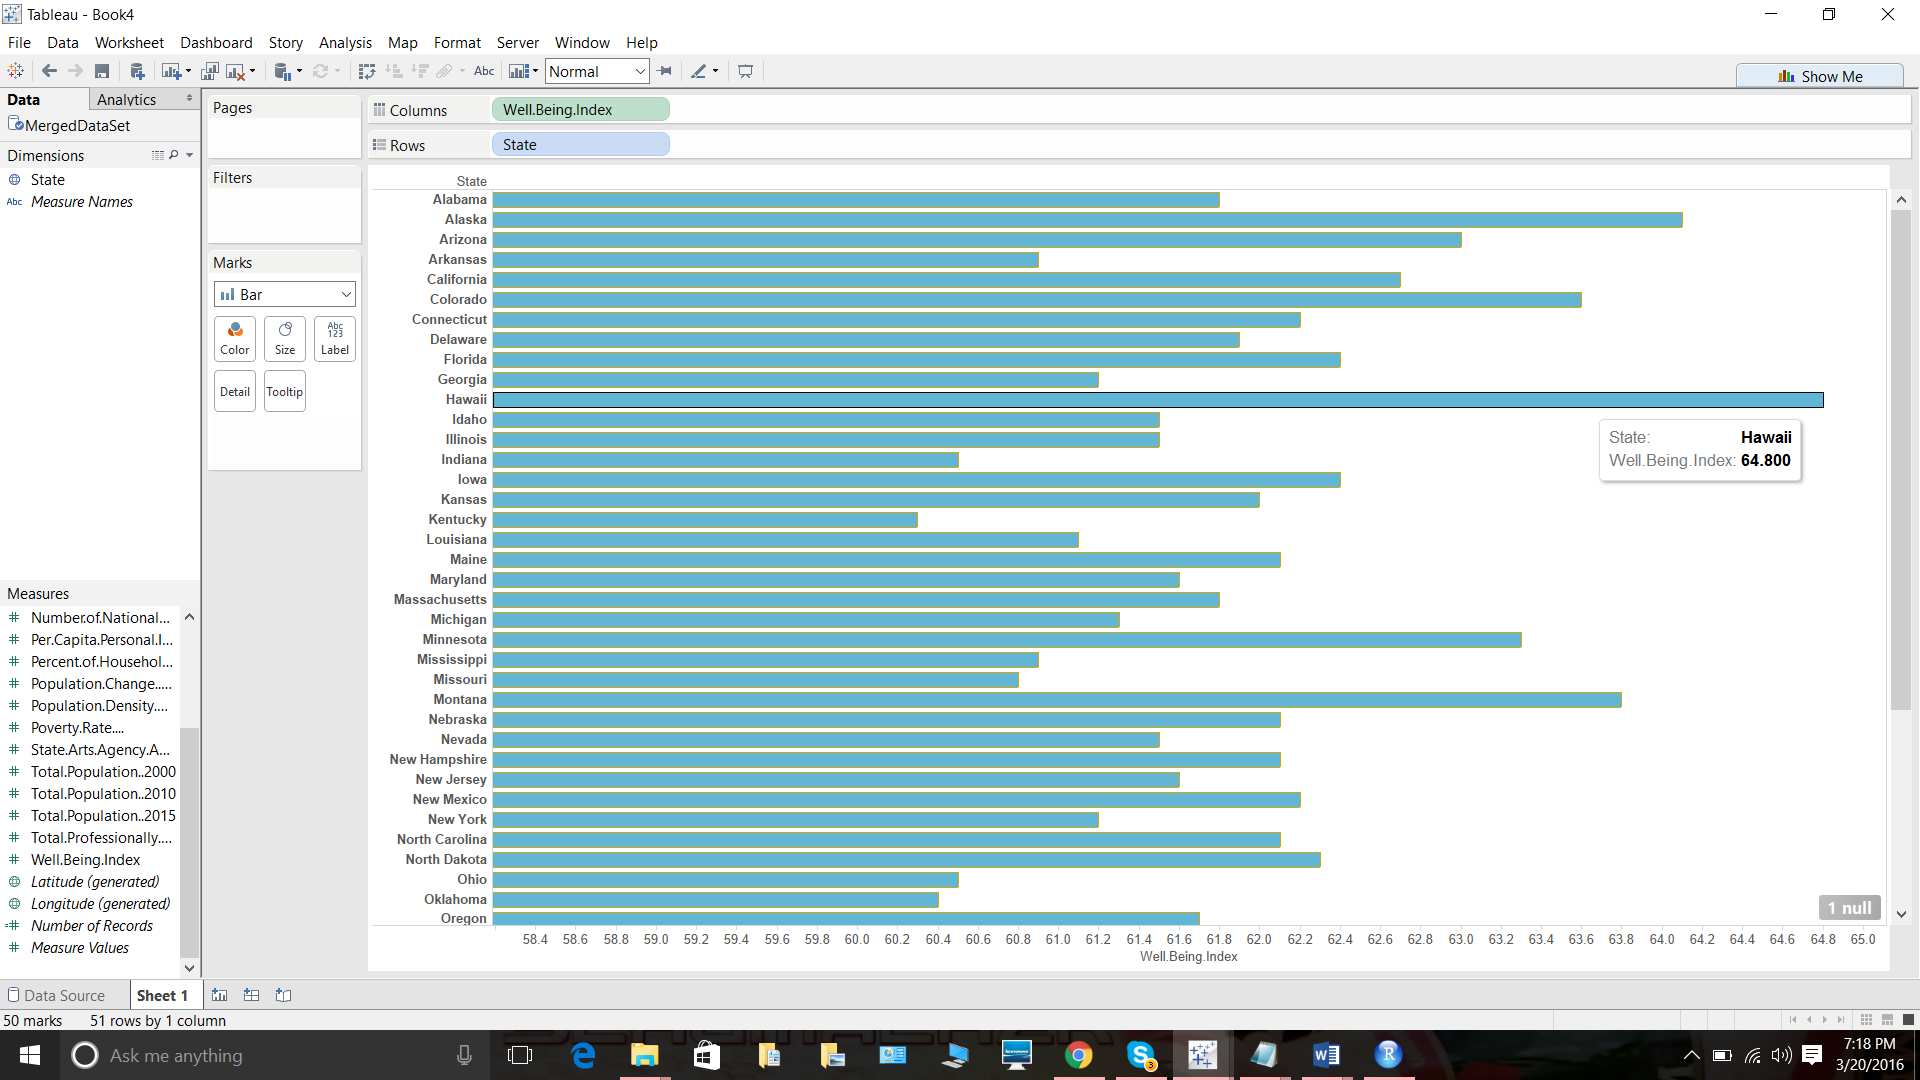 Tableau - Book4
File Data Worksheet Dashboard Story Analysis Map Format Server Window Help
Abc Normal Show Me
Data Analytics
MergedDataSet
Dimensions
State
Abc Measure Names
Measures
Number.of.National...
Per.Capita.Personal.I...
Percent.of.Househol...
Population.Change.....
Population.Density....
Poverty.Rate....
State.Arts.Agency.A...
Total.Population..2000
Total.Population..2010
Total.Population..2015
Total.Professionally....
Well.Being.Index
Latitude (generated)
Longitude (generated)
Number of Records
Measure Values
Pages
Filters
Marks
Bar
Color Size Abc 123 Label
Detail Tooltip
Columns Well.Being.Index
Rows State
State
Alabama
Alaska
Arizona
Arkansas
California
Colorado
Connecticut
Delaware
Florida
Georgia
Hawaii
Idaho
Illinois
Indiana
Iowa
Kansas
Kentucky
Louisiana
Maine
Maryland
Massachusetts
Michigan
Minnesota
Mississippi
Missouri
Montana
Nebraska
Nevada
New Hampshire
New Jersey
New Mexico
New York
North Carolina
North Dakota
Ohio
Oklahoma
Oregon
State: Hawaii
Well.Being.Index: 64.800
1 null
58.4 58.6 58.8 59.0 59.2 59.4 59.6 59.8 60.0 60.2 60.4 60.6 60.8 61.0 61.2 61.4 61.6 61.8 62.0 62.2 62.4 62.6 62.8 63.0 63.2 63.4 63.6 63.8 64.0 64.2 64.4 64.6 64.8 65.0
Well.Being.Index
Data Source Sheet 1
50 marks 51 rows by 1 column
Ask me anything
3
7:18 PM
3/20/2016